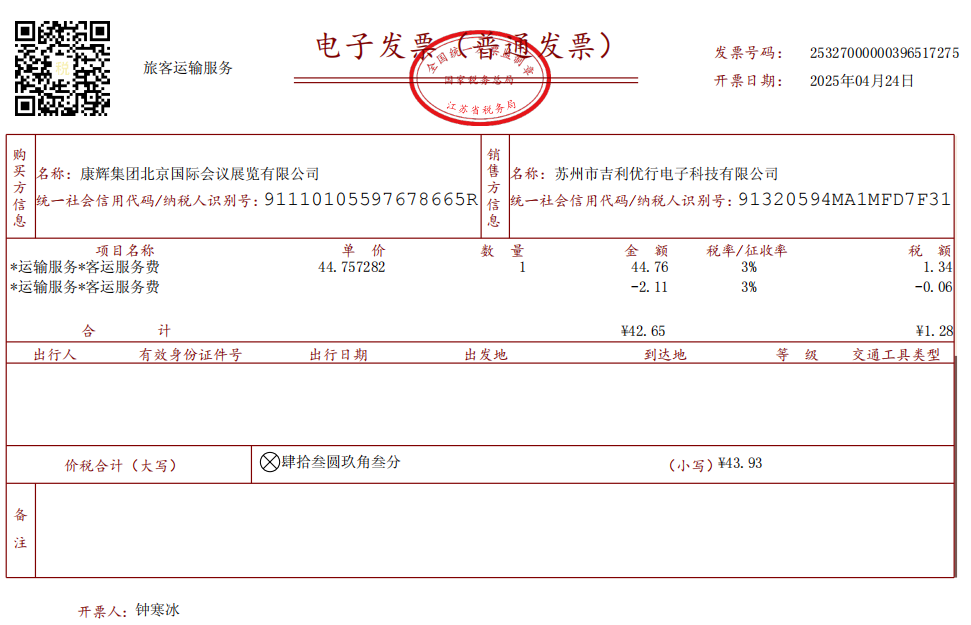 电子发票（普通发票）
旅客运输服务
全国统一发票监制章
国家税务总局
江苏省税务局
发票号码： 25327000000396517275
开票日期： 2025年04月24日
购买方信息
名称：康辉集团北京国际会议展览有限公司
统一社会信用代码/纳税人识别号：91110105597678665R
销售方信息
名称：苏州市吉利优行电子科技有限公司
统一社会信用代码/纳税人识别号：91320594MA1MFD7F31
项目名称 单 价 数 量 金 额 税率/征收率 税 额
*运输服务*客运服务费 44.757282 1 44.76 3% 1.34
*运输服务*客运服务费 -2.11 3% -0.06
合 计 ¥42.65 ¥1.28
出行人 有效身份证件号 出行日期 出发地 到达地 等 级 交通工具类型
价税合计（大写） 肆拾叁圆玖角叁分 （小写）¥43.93
备注
开票人：钟寒冰